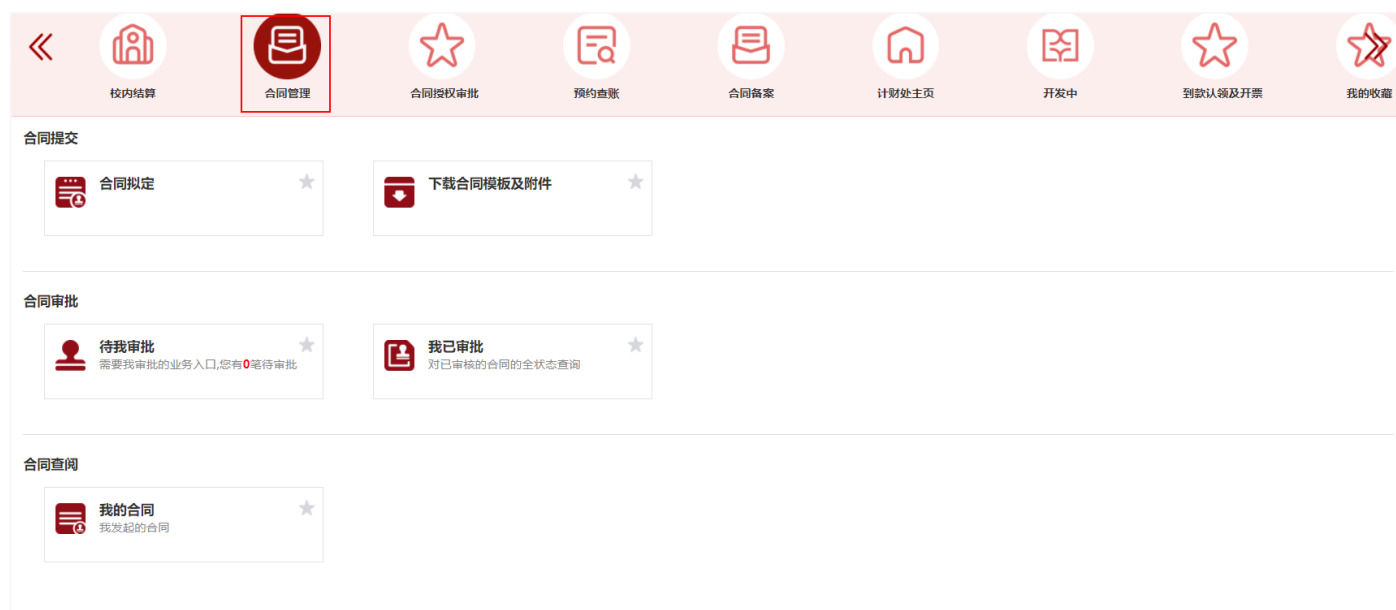 校内结算
合同管理
合同授权审批
预约查账
合同备案
计财处主页
开发中
到款认领及开票
我的收藏
合同提交
合同拟定
下载合同模板及附件
合同审批
待我审批
需要我审批的业务入口,您有0笔待审批
我已审批
对已审核的合同的全状态查询
合同查阅
我的合同
我发起的合同